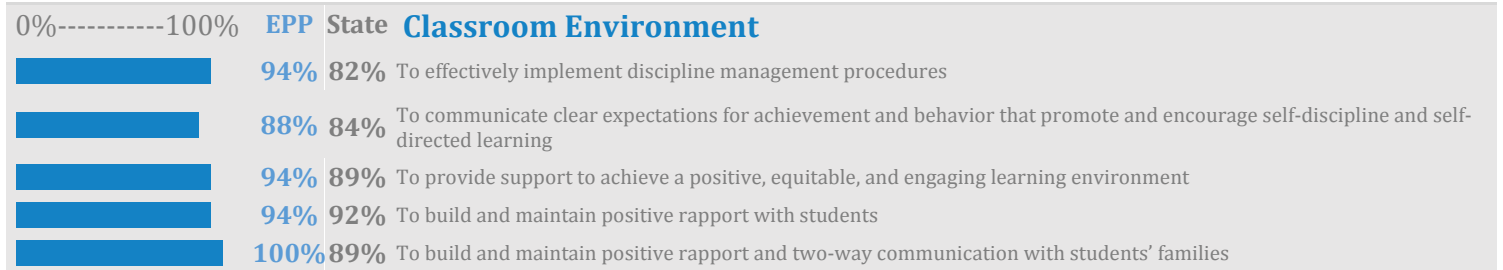 0%-----------100% EPP State Classroom Environment
94% 82% To effectively implement discipline management procedures
88% 84% To communicate clear expectations for achievement and behavior that promote and encourage self-discipline and self-
directed learning
94% 89% To provide support to achieve a positive, equitable, and engaging learning environment
94% 92% To build and maintain positive rapport with students
100% 89% To build and maintain positive rapport and two-way communication with students’ families